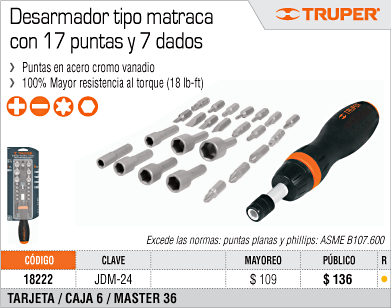 Desarmador tipo matraca
con 17 puntas y 7 dados
TRUPER®
Puntas en acero cromo vanadio
100% Mayor resistencia al torque (18 lb-ft)
Excede las normas: puntas planas y phillips: ASME B107.600
CÓDIGO CLAVE MAYOREO PÚBLICO R
18222 JDM-24 $ 109 $ 136
TARJETA / CAJA 6 / MASTER 36